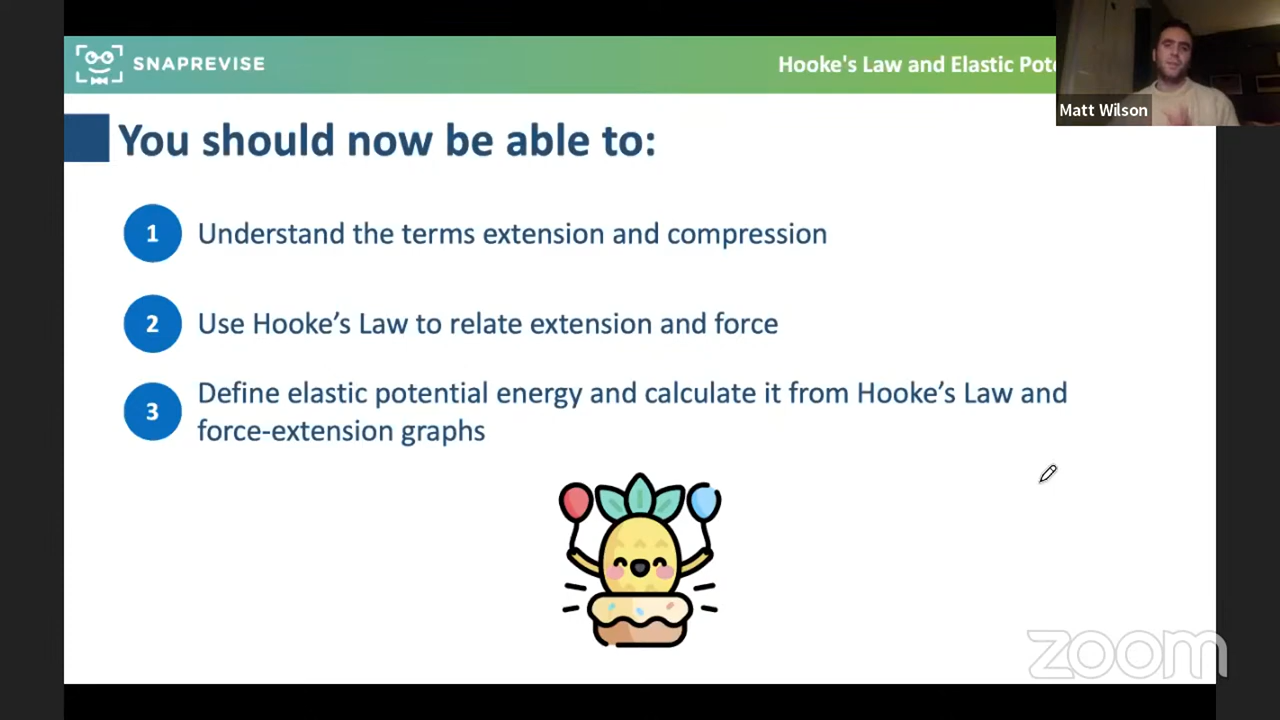 SNAPREVISE
Hooke's Law and Elastic Pote
Matt Wilson
You should now be able to:
1
Understand the terms extension and compression
2
Use Hooke’s Law to relate extension and force
3
Define elastic potential energy and calculate it from Hooke’s Law and
force-extension graphs
zoom